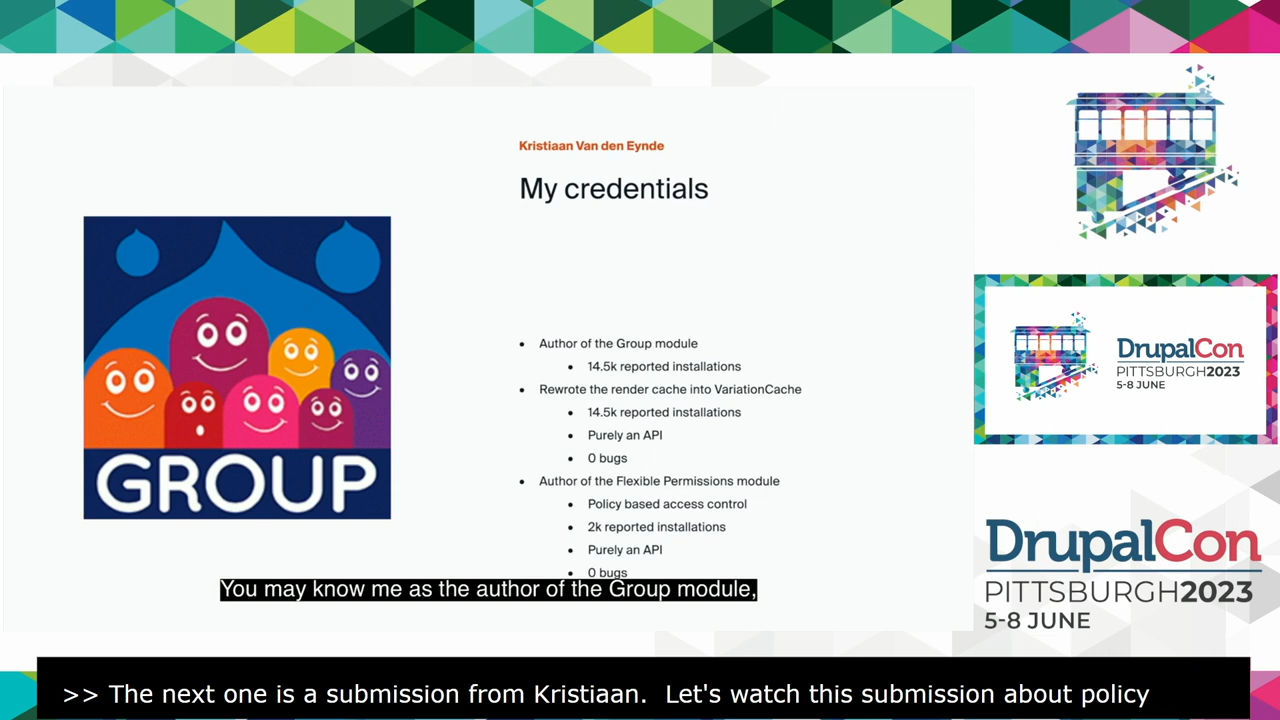 Kristiaan Van den Eynde
My credentials
GROUP
• Author of the Group module
• 14.5k reported installations
• Rewrote the render cache into VariationCache
• 14.5k reported installations
• Purely an API
• 0 bugs
• Author of the Flexible Permissions module
• Policy based access control
• 2k reported installations
• Purely an API
• 0 bugs
You may know me as the author of the Group module,
DrupalCon
PITTSBURGH2023
5-8 JUNE
DrupalCon
PITTSBURGH2023
5-8 JUNE
>> The next one is a submission from Kristiaan.  Let's watch this submission about policy